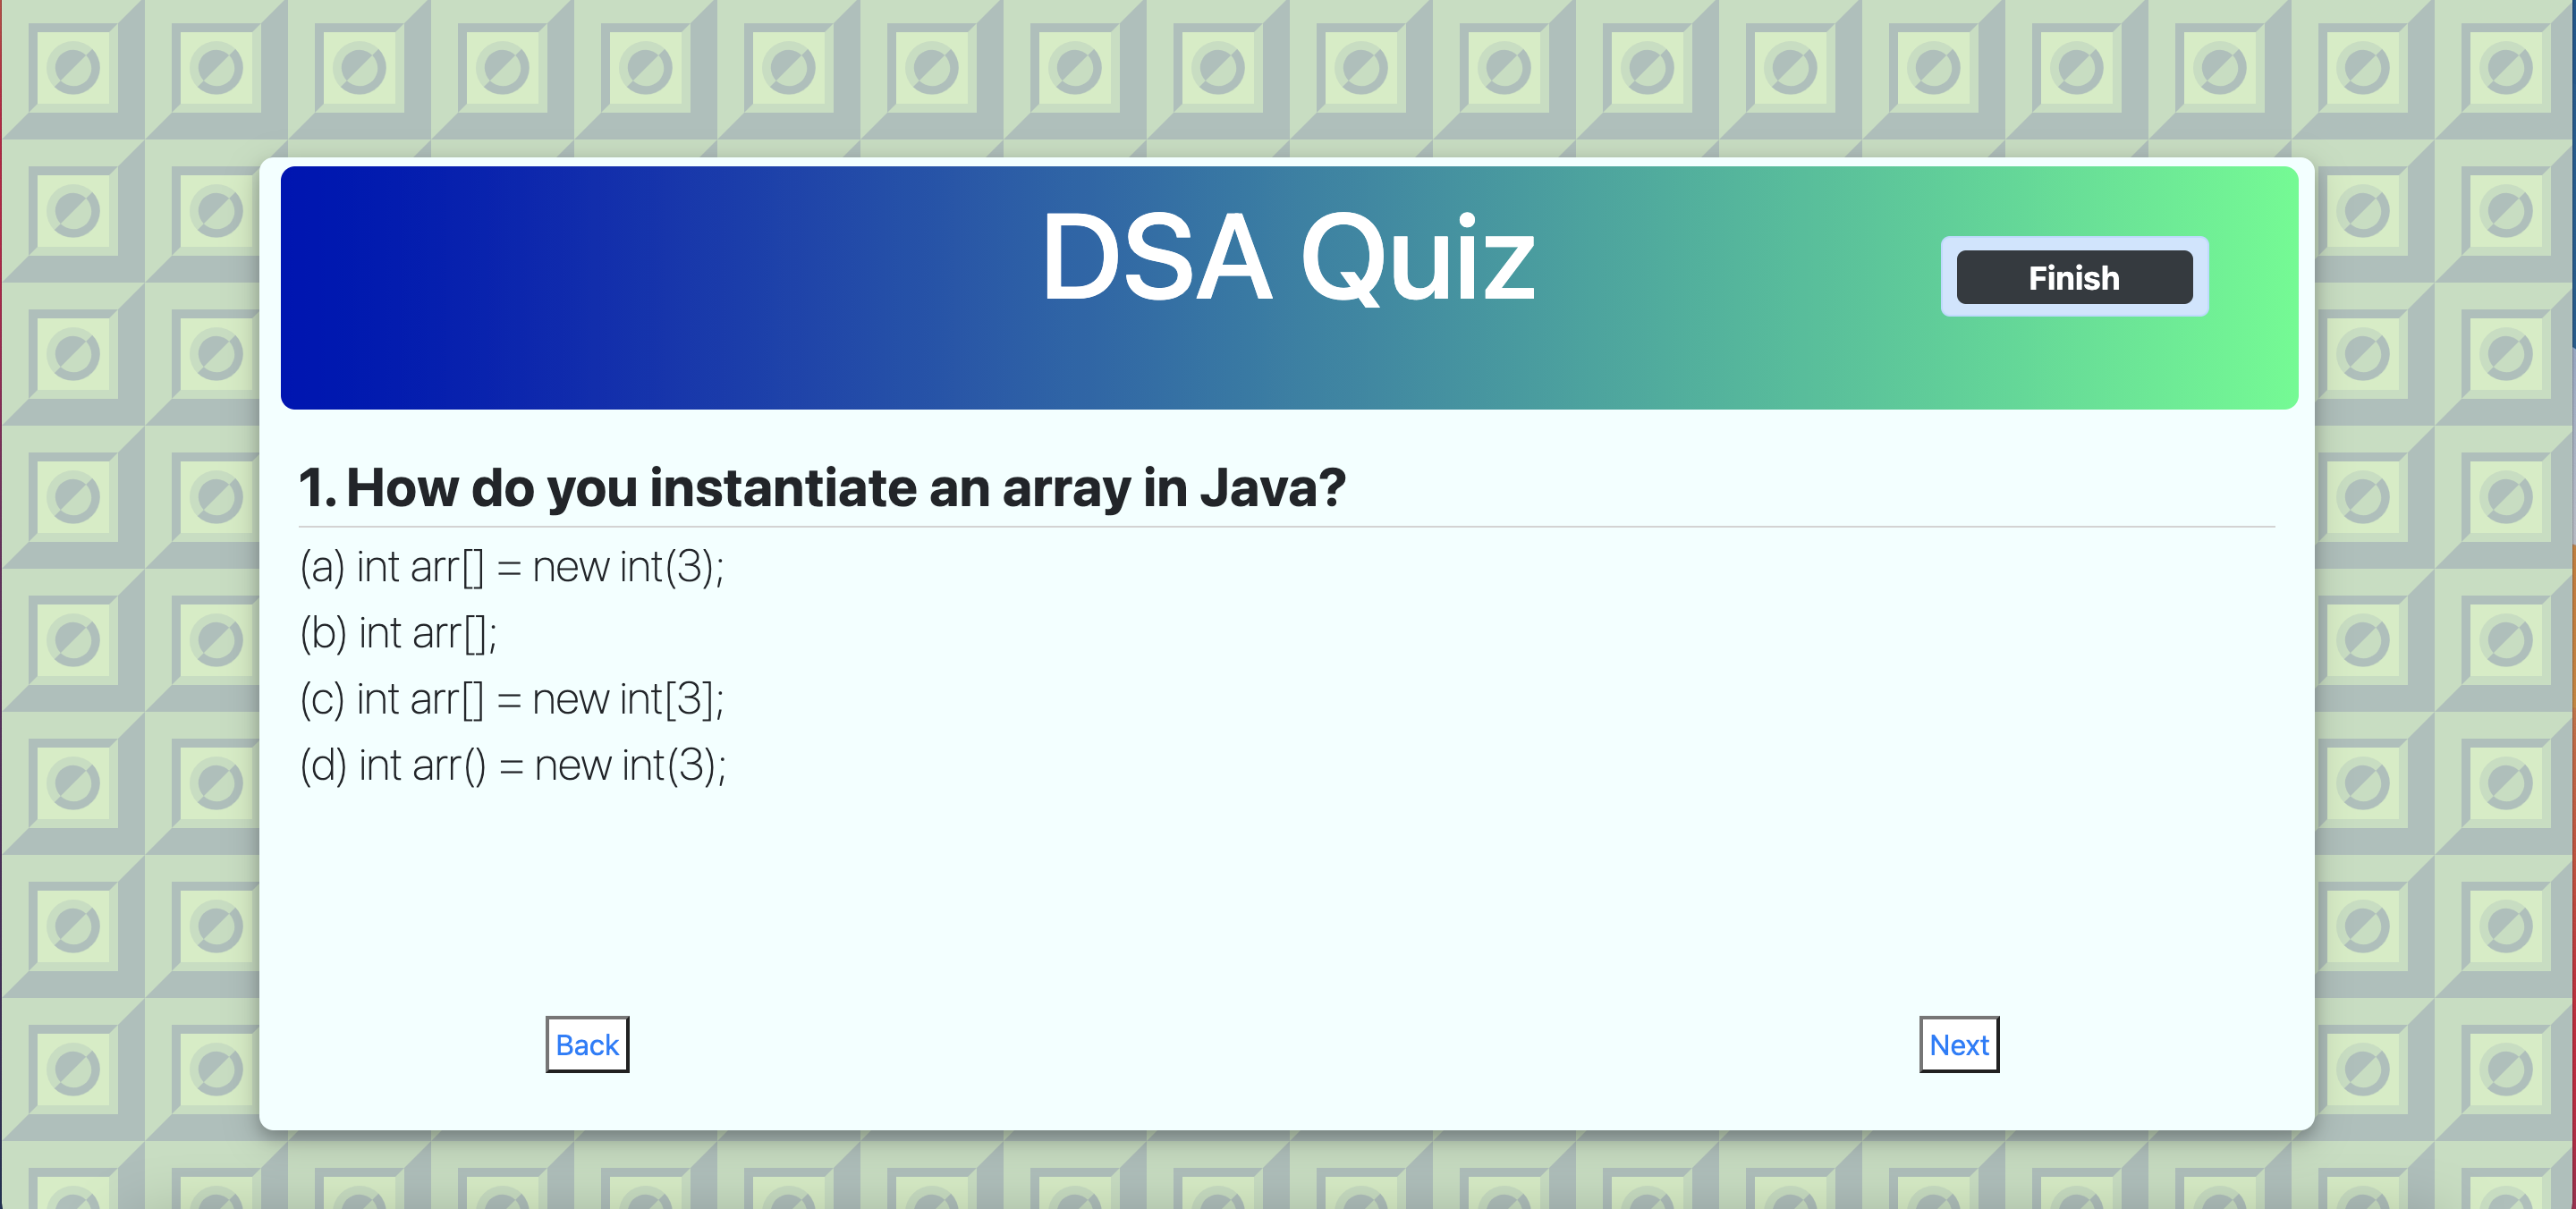 DSA Quiz
Finish
1. How do you instantiate an array in Java?
(a) int arr[] = new int(3);
(b) int arr[];
(c) int arr[] = new int[3];
(d) int arr() = new int(3);
Back
Next